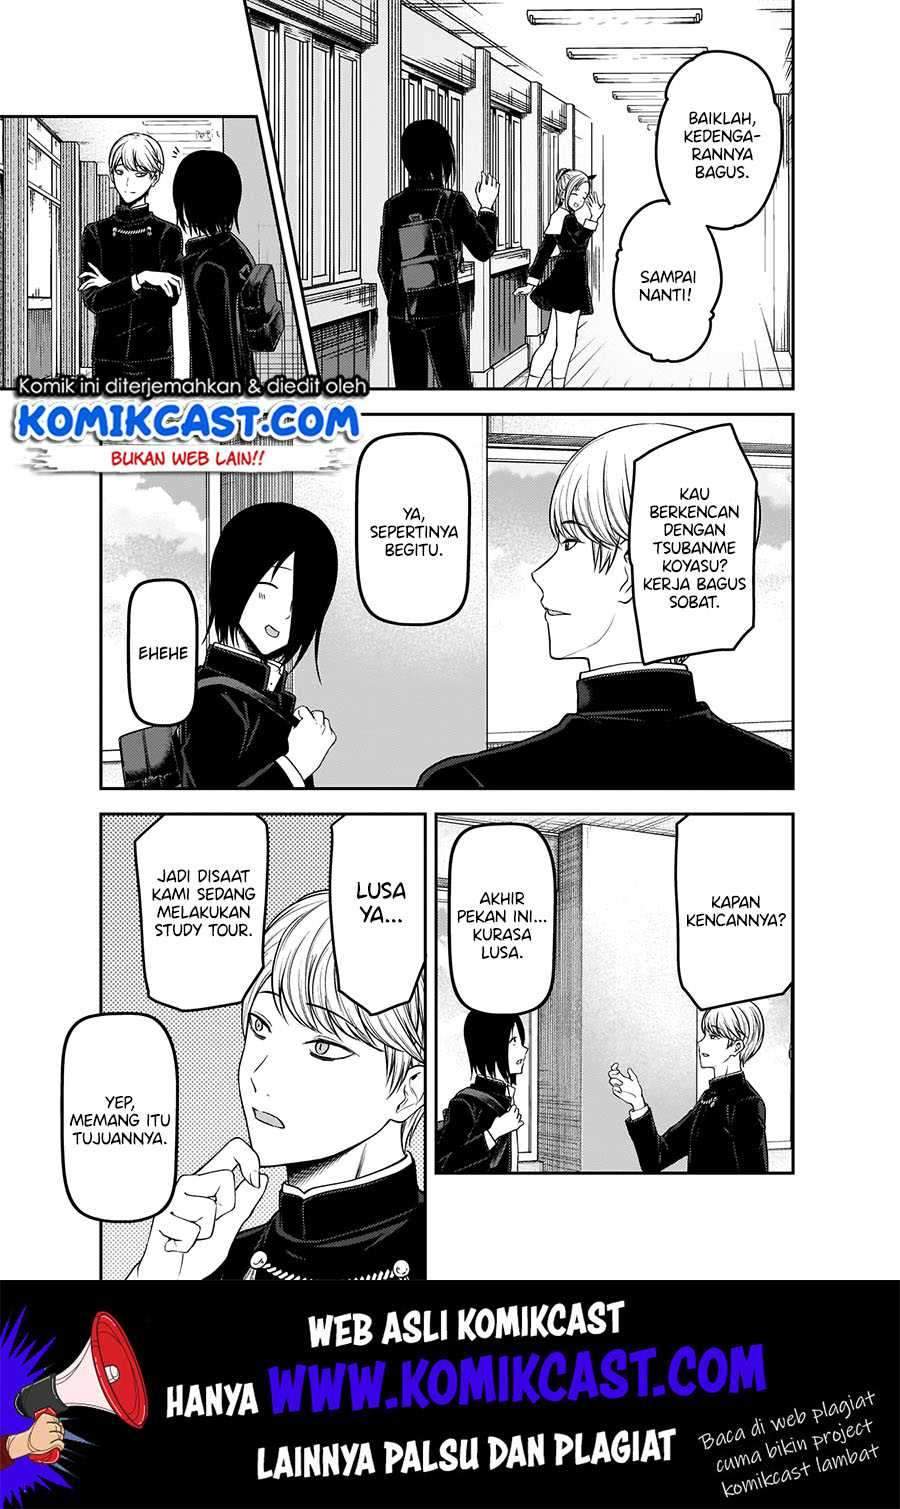 BAIKLAH,
KEDENGA-
RANNYA
BAGUS.
SAMPAI
NANTI!
Komik ini diterjemahkan & diedit oleh
KOMIKCAST.COM
BUKAN WEB LAIN!!
KAU
BERKENCAN
DENGAN
TSUBANME
KOYASU?
KERJA BAGUS
SOBAT.
YA,
SEPERTINYA
BEGITU.
EHEHE
KAPAN
KENCANNYA?
AKHIR
PEKAN INI...
KURASA
LUSA.
LUSA
YA...
JADI DISAAT
KAMI SEDANG
MELAKUKAN
STUDY TOUR.
YEP,
MEMANG ITU
TUJUANNYA.
WEB ASLI KOMIKCAST
HANYA WWW.KOMIKCAST.COM
LAINNYA PALSU DAN PLAGIAT
Baca di web plagiat
cuma bikin project
komikcast lambat